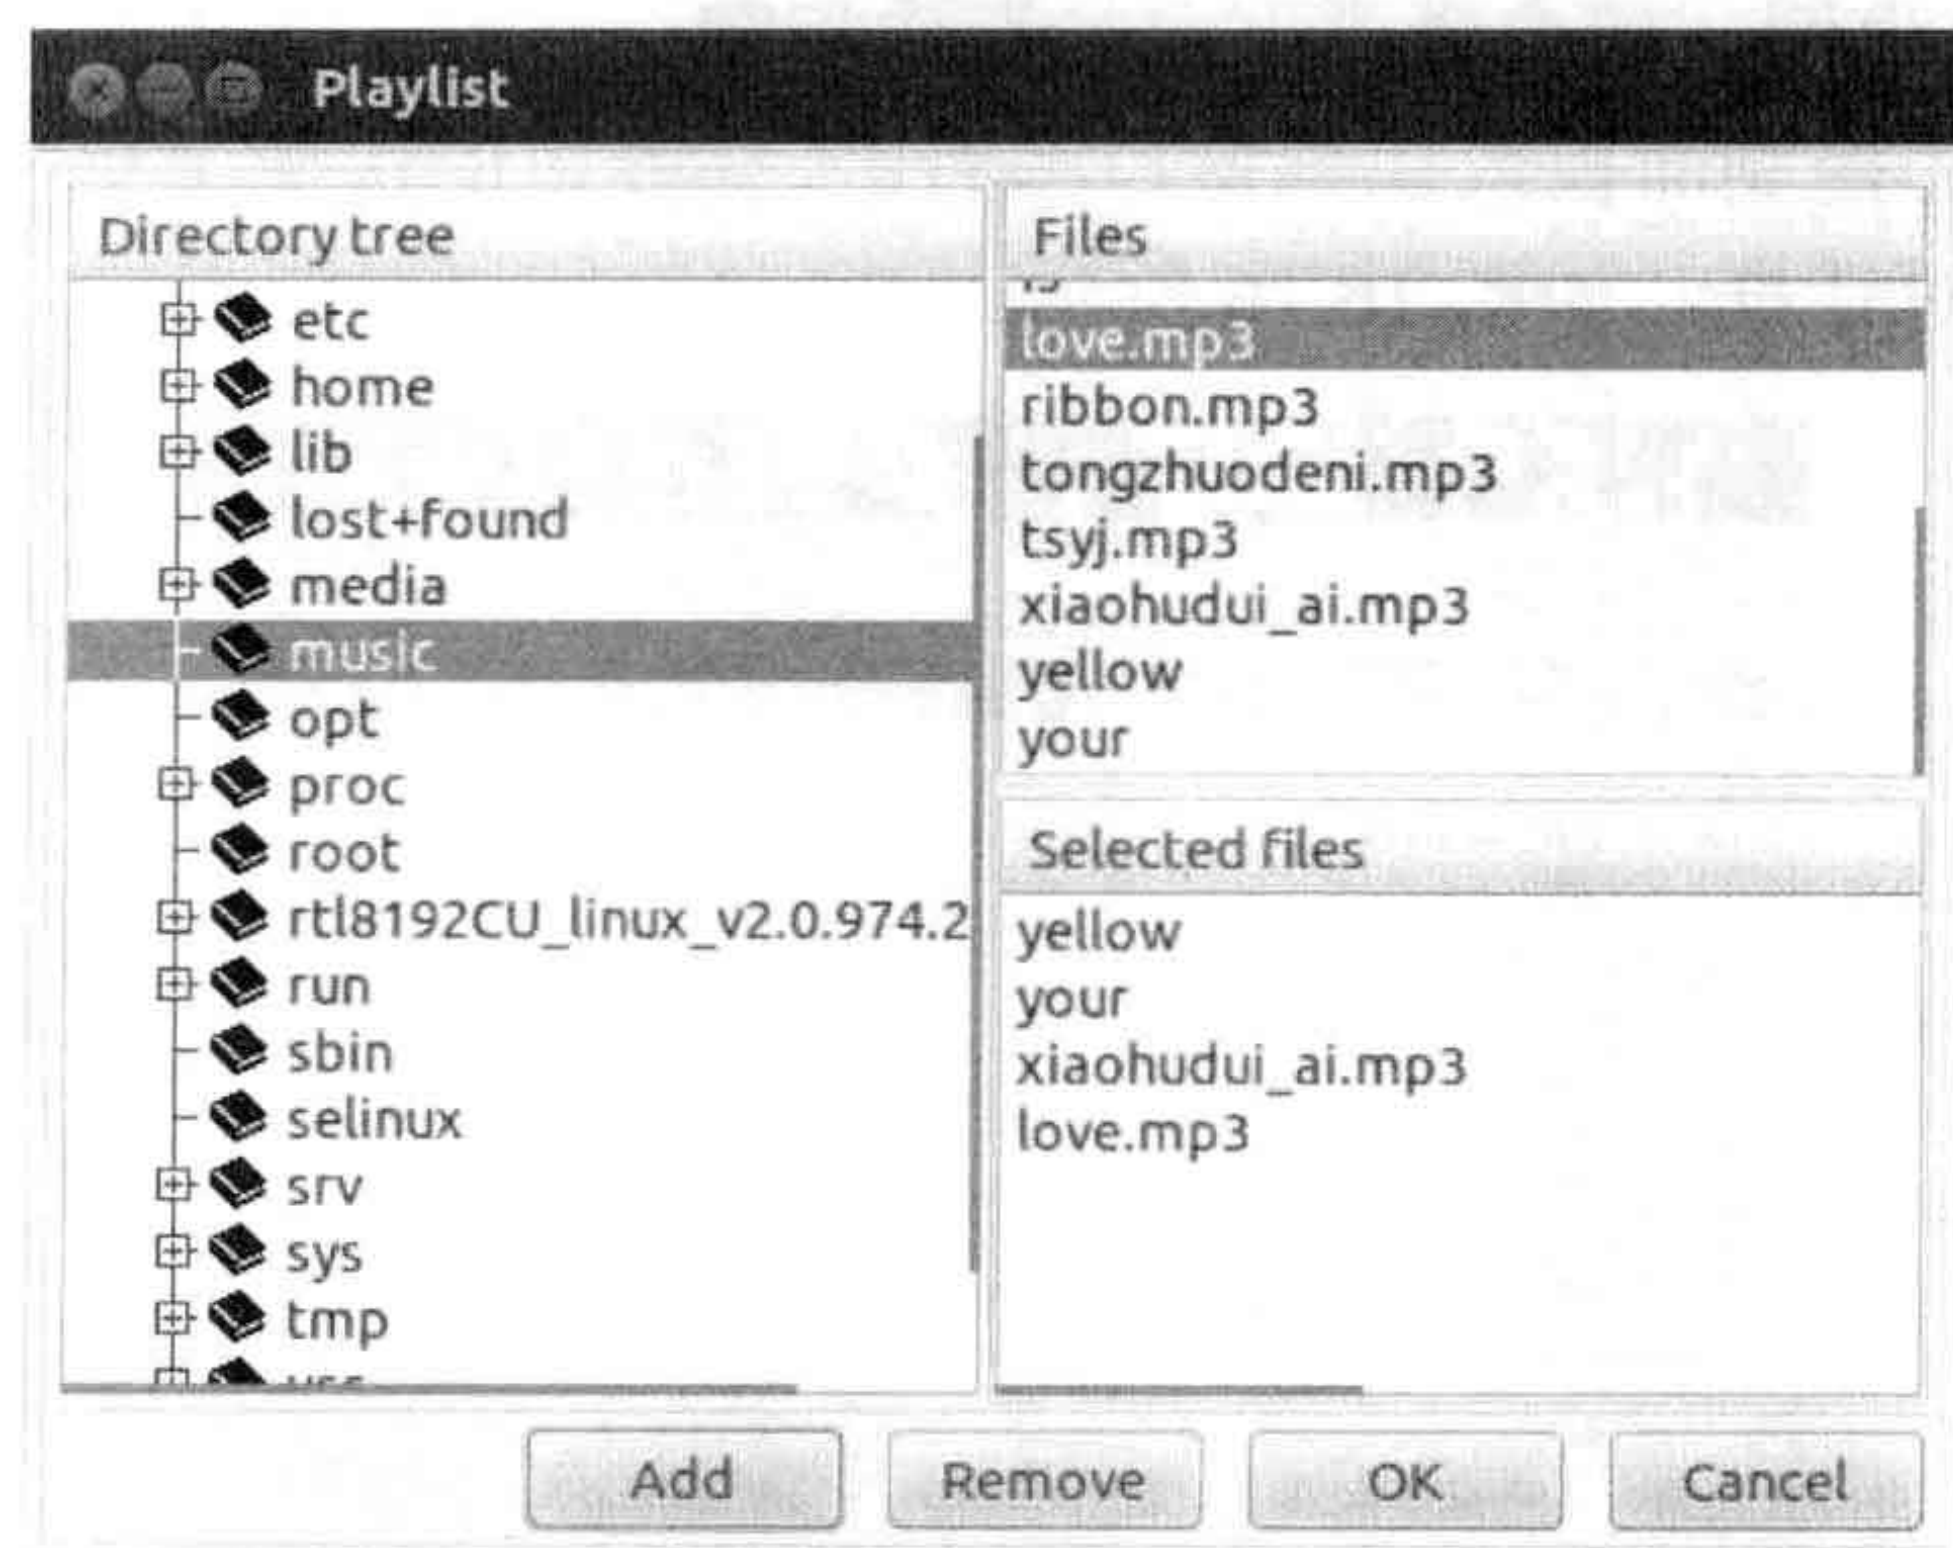 Playlist
Directory tree
etc
home
lib
lost+found
media
music
opt
proc
root
rtl8192CU_linux_v2.0.974.2
run
sbin
selinux
srv
sys
tmp
Files
love.mp3
ribbon.mp3
tongzhuodeni.mp3
tsyj.mp3
xiaohudui_ai.mp3
yellow
your
Selected files
yellow
your
xiaohudui_ai.mp3
love.mp3
Add
Remove
OK
Cancel